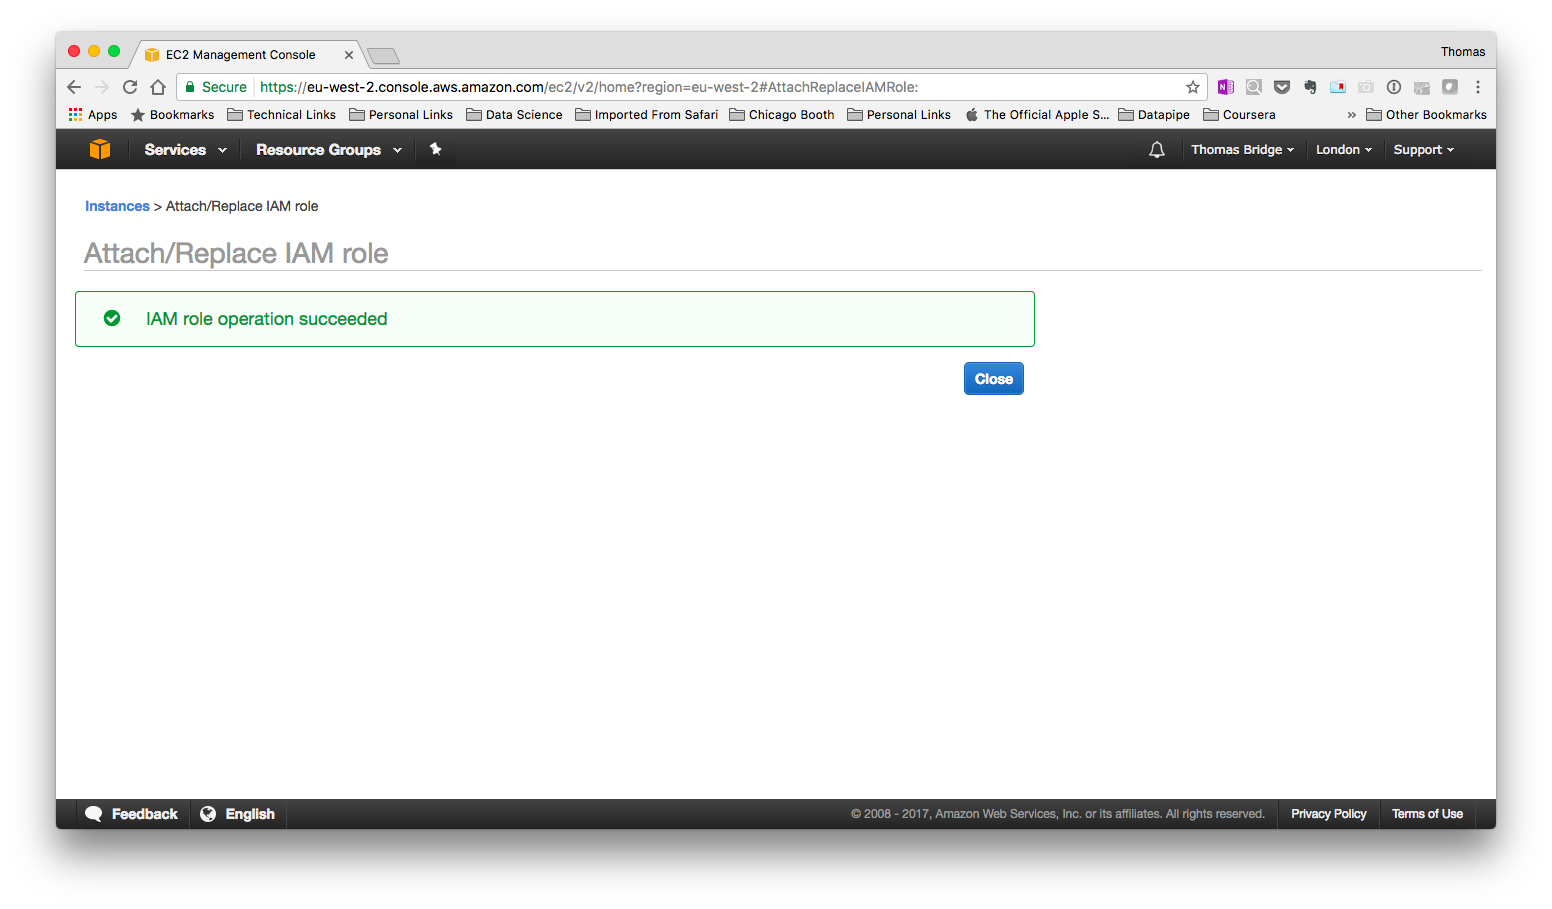 EC2 Management Console
Thomas
Secure https://eu-west-2.console.aws.amazon.com/ec2/v2/home?region=eu-west-2#AttachReplaceIAMRole:
Apps Bookmarks Technical Links Personal Links Data Science Imported From Safari Chicago Booth Personal Links The Official Apple S... Datapipe Coursera » Other Bookmarks
Services Resource Groups Thomas Bridge London Support
Instances > Attach/Replace IAM role
Attach/Replace IAM role
IAM role operation succeeded
Close
Feedback English © 2008 - 2017, Amazon Web Services, Inc. or its affiliates. All rights reserved. Privacy Policy Terms of Use